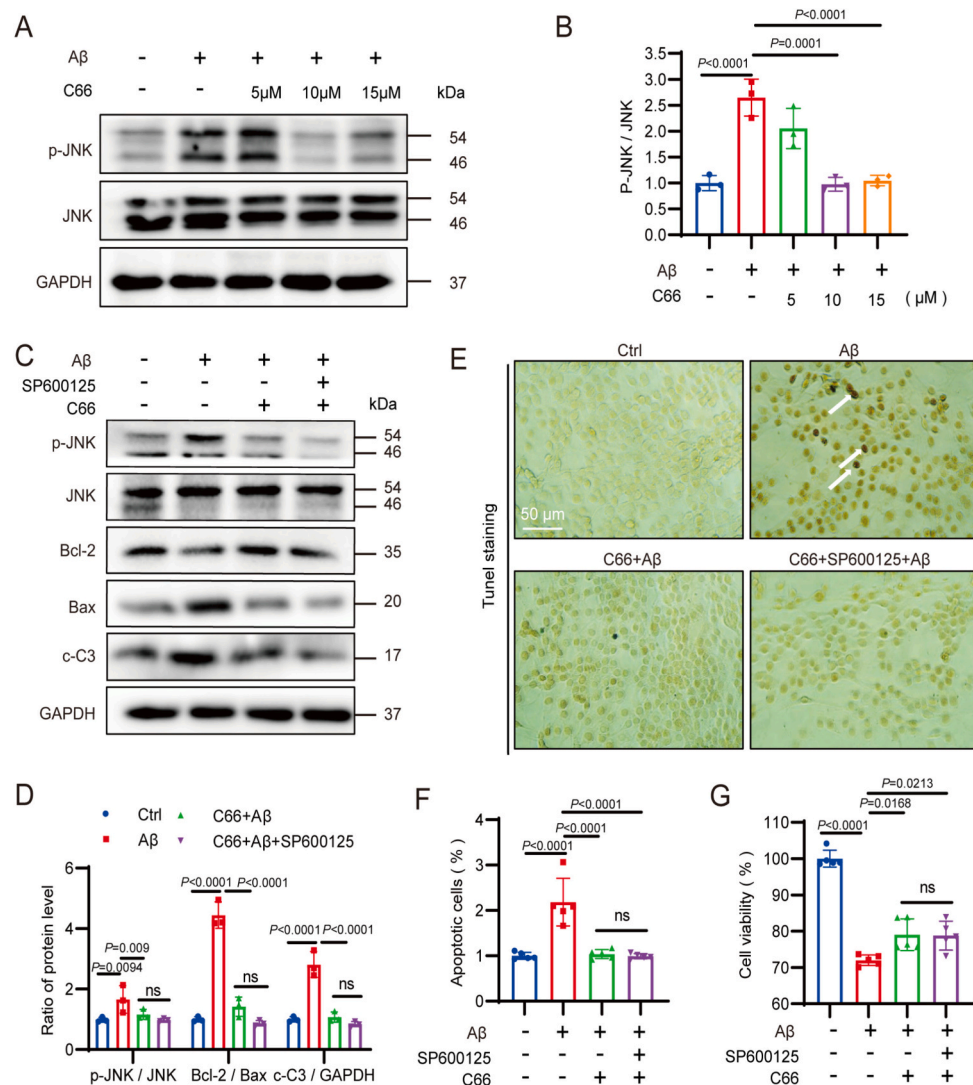 A
Aβ - + + + +
C66 - - 5μM 10μM 15μM kDa
p-JNK 54
46
JNK 54
46
GAPDH 37
B
P<0.0001
P=0.0001
P<0.0001
P-JNK / JNK
3.5
3.0
2.5
2.0
1.5
1.0
0.5
0.0
Aβ - + + + +
C66 - - 5 10 15 ( μM )
C
Aβ - + + +
SP600125 - - - +
C66 - - + + kDa
p-JNK 54
46
JNK 54
46
Bcl-2 35
Bax 20
c-C3 17
GAPDH 37
E
Ctrl Aβ
50 μm
C66+Aβ C66+SP600125+Aβ
Tunel staining
D
Ctrl C66+Aβ
Aβ C66+Aβ+SP600125
Ratio of protein level
6
4
2
0
P=0.0094
P=0.009
ns
P<0.0001
P<0.0001
ns
P<0.0001
P<0.0001
ns
p-JNK / JNK Bcl-2 / Bax c-C3 / GAPDH
F
P<0.0001
P<0.0001
P<0.0001
ns
Apoptotic cells ( % )
4
3
2
1
0
Aβ - + + +
SP600125 - - - +
C66 - - + +
G
P=0.0213
P=0.0168
P<0.0001
ns
Cell viability ( % )
110
100
90
80
70
60
Aβ - + + +
SP600125 - - - +
C66 - - + +